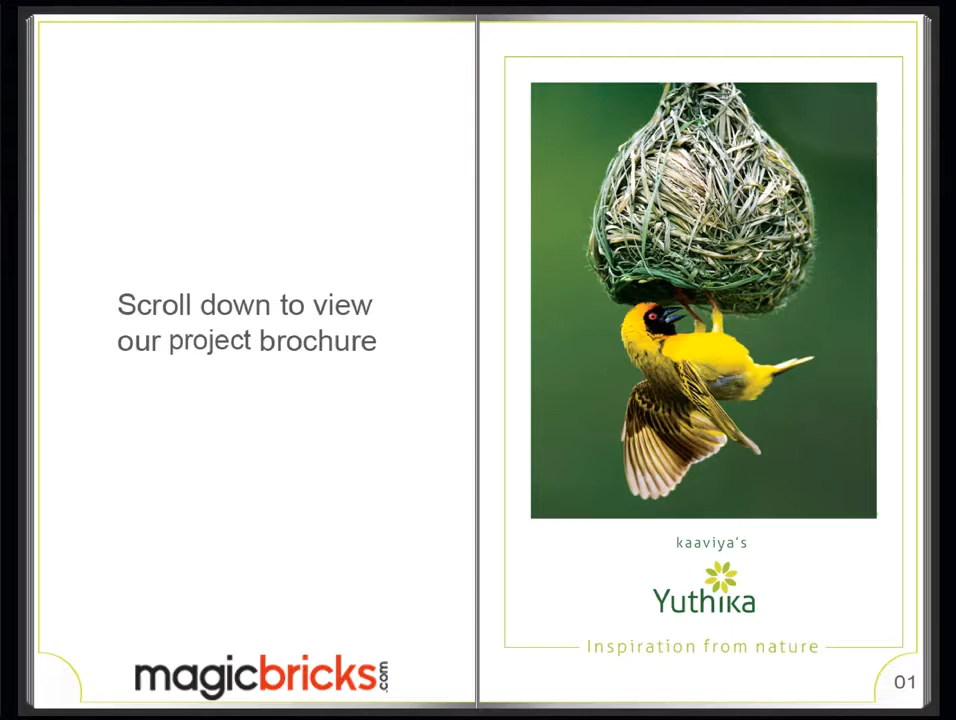 Scroll down to view
our project brochure
magicbricks.com
kaaviya's
Yuthika
Inspiration from nature
01